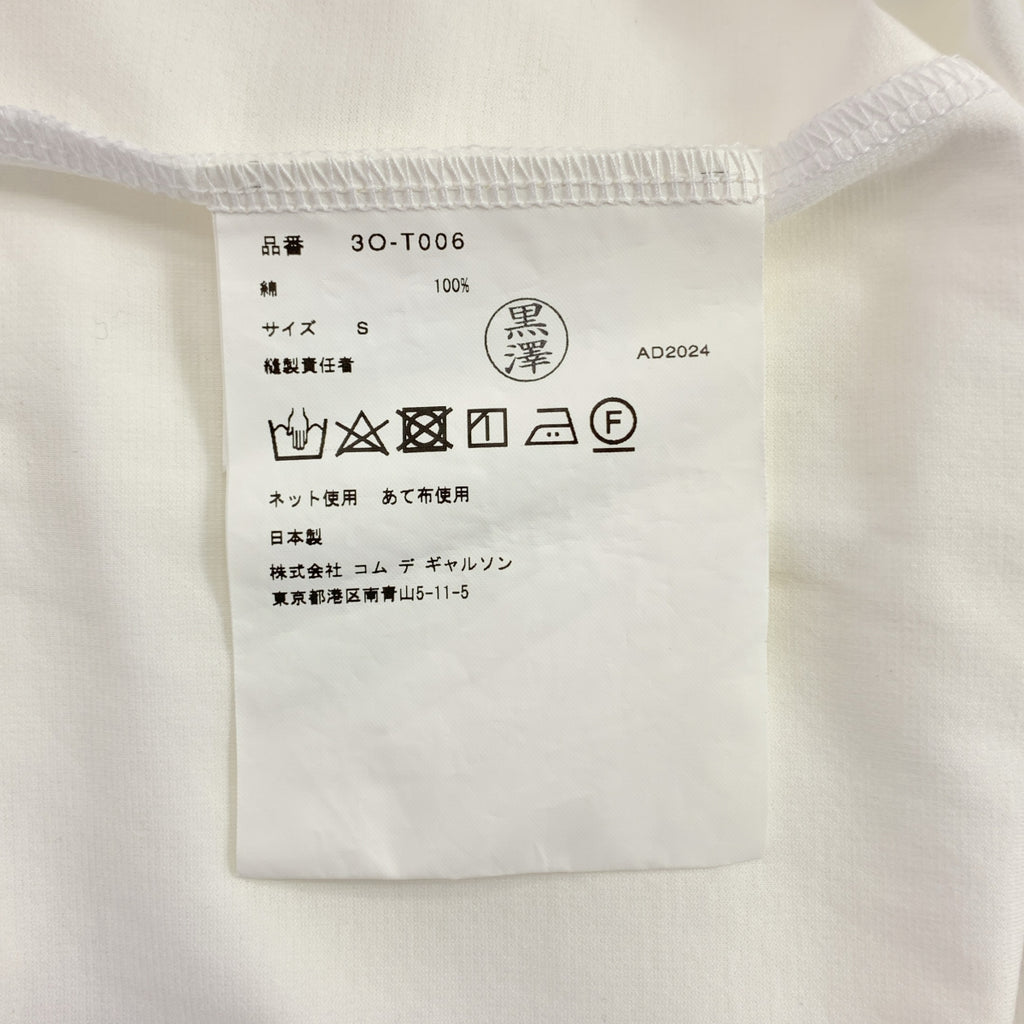 品番 3O-T006
綿 100%
サイズ S
縫製責任者 黒澤 AD2024
F
ネット使用 あて布使用
日本製
株式会社 コム デ ギャルソン
東京都港区南青山5-11-5